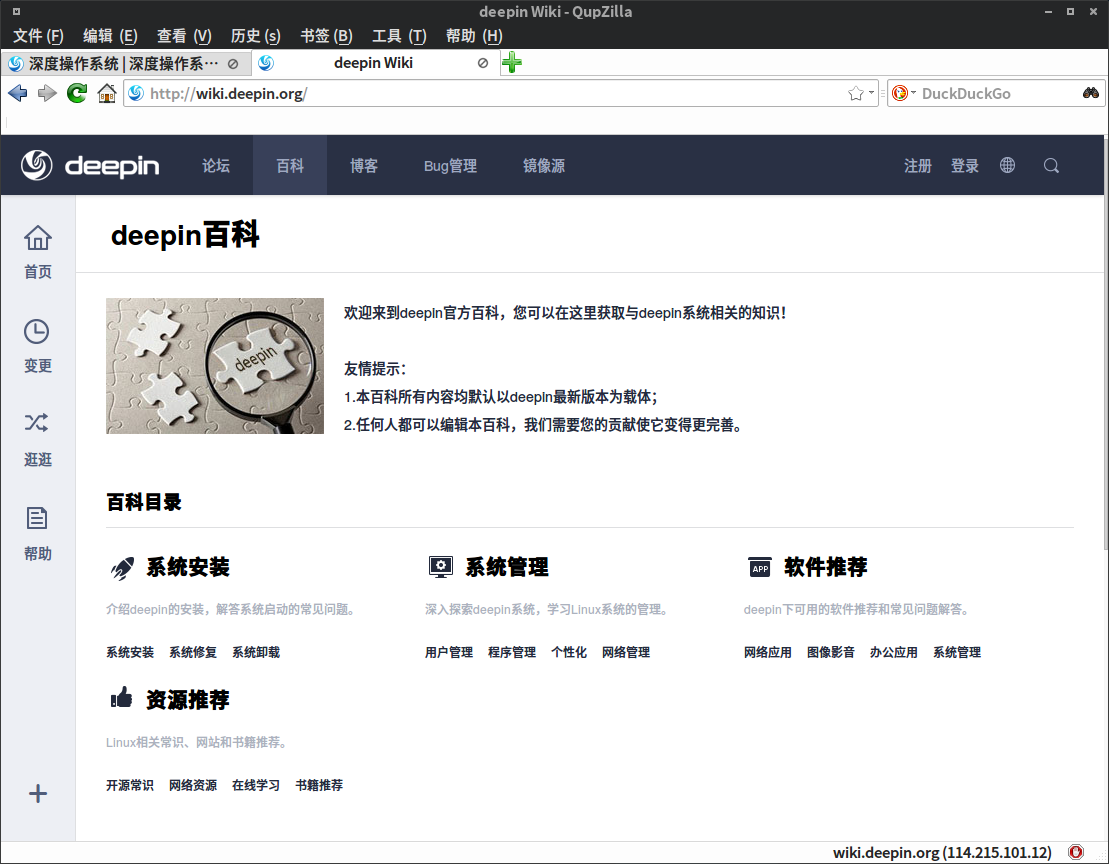 deepin Wiki - QupZilla
文件 (F) 编辑 (E) 查看 (V) 历史 (s) 书签 (B) 工具 (T) 帮助 (H)
深度操作系统 | 深度操作系··· deepin Wiki
http://wiki.deepin.org/ DuckDuckGo
deepin 论坛 百科 博客 Bug管理 镜像源 注册 登录
首页
变更
逛逛
帮助
deepin百科
deepin
欢迎来到deepin官方百科，您可以在这里获取与deepin系统相关的知识！
友情提示：
1.本百科所有内容均默认以deepin最新版本为载体；
2.任何人都可以编辑本百科，我们需要您的贡献使它变得更完善。
百科目录
系统安装
介绍deepin的安装，解答系统启动的常见问题。
系统安装 系统修复 系统卸载
系统管理
深入探索deepin系统，学习Linux系统的管理。
用户管理 程序管理 个性化 网络管理
APP 软件推荐
deepin下可用的软件推荐和常见问题解答。
网络应用 图像影音 办公应用 系统管理
资源推荐
Linux相关常识、网站和书籍推荐。
开源常识 网络资源 在线学习 书籍推荐
wiki.deepin.org (114.215.101.12)